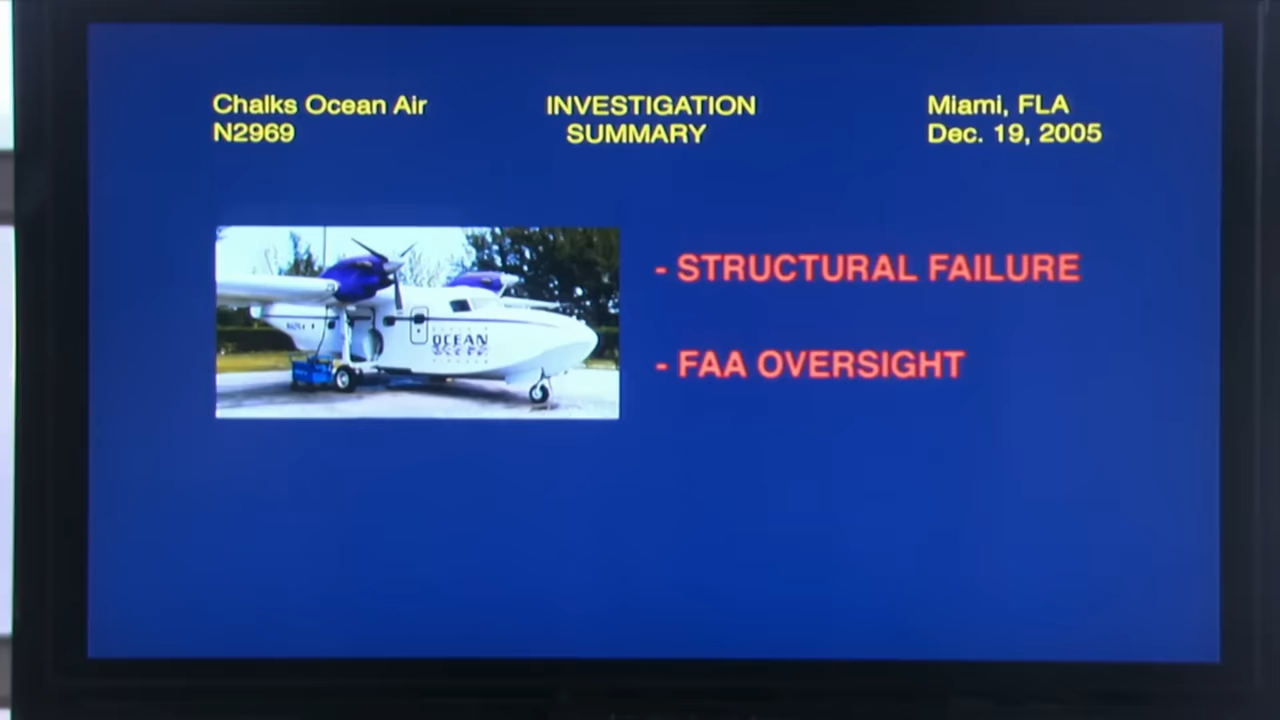 Chalks Ocean Air
N2969
INVESTIGATION
SUMMARY
Miami, FLA
Dec. 19, 2005
- STRUCTURAL FAILURE
- FAA OVERSIGHT
OCEAN